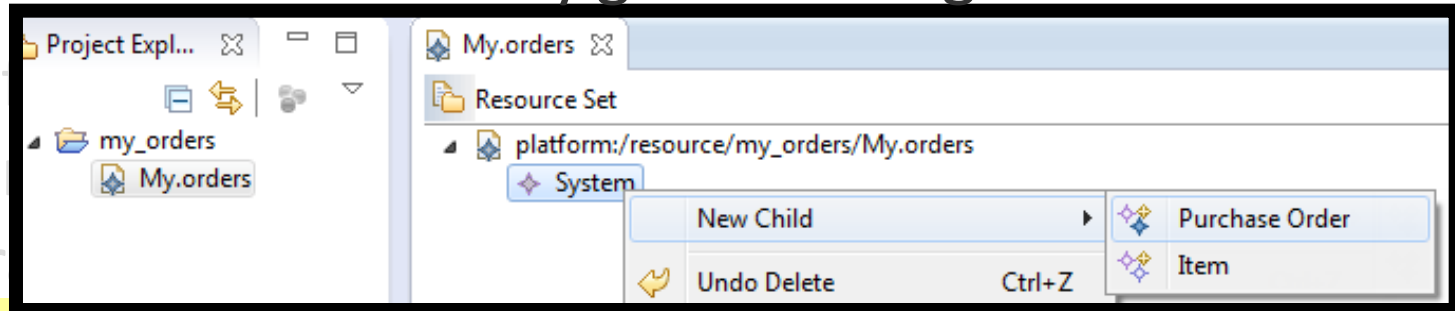 Project Expl...
My.orders
Resource Set
my_orders
My.orders
platform:/resource/my_orders/My.orders
System
New Child
Purchase Order
Item
Undo Delete Ctrl+Z